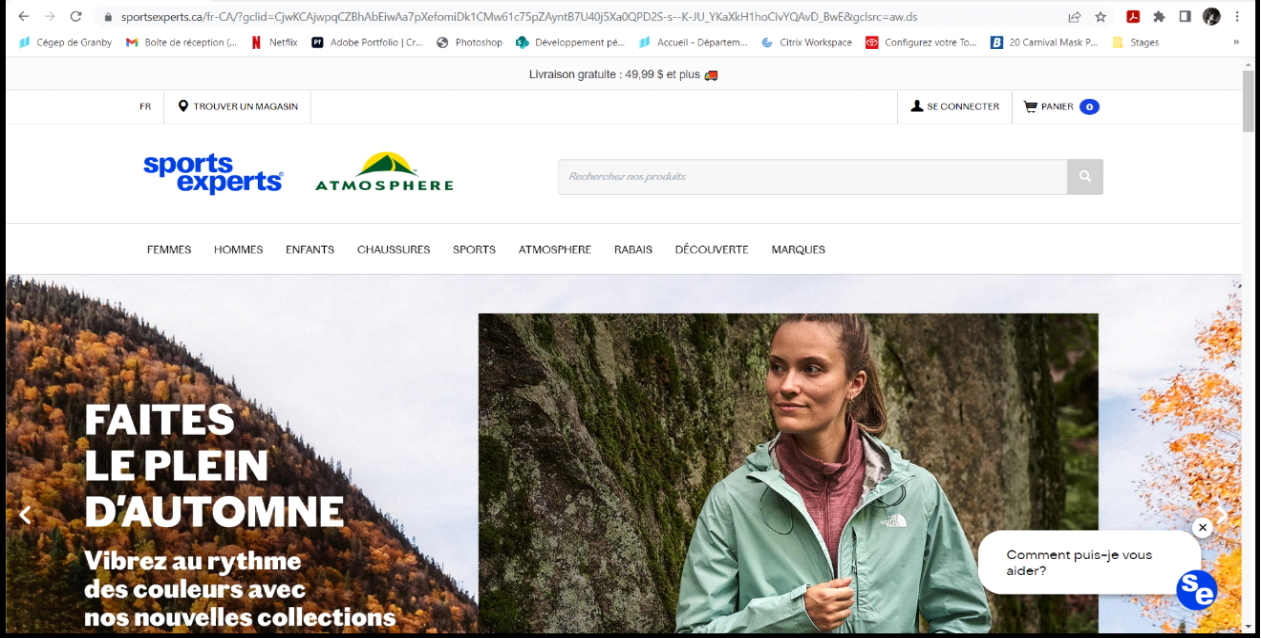 sportsexperts.ca/fr-CA/?gclid=CjwKCAjwpqCZBhAbEiwAa7pXefomiDk1CMw61c75pZAyntB7U40j5Xa0QPD2S-s--K-JU_YKaXkH1hoClvYQAvD_BwE&gclsrc=aw.ds
Cégep de Granby Boîte de réception (... Netflix Adobe Portfolio | Cr... Photoshop Développement pé... Accueil - Départem... Citrix Workspace Configurez votre To... 20 Carnival Mask P... Stages »
Livraison gratuite : 49,99 $ et plus
FR TROUVER UN MAGASIN SE CONNECTER PANIER 0
sports
experts
ATMOSPHERE
Recherchez nos produits
FEMMES HOMMES ENFANTS CHAUSSURES SPORTS ATMOSPHERE RABAIS DÉCOUVERTE MARQUES
FAITES
LE PLEIN
D'AUTOMNE
Vibrez au rythme
des couleurs avec
nos nouvelles collections
THE NORTH FACE
Comment puis-je vous
aider?
se